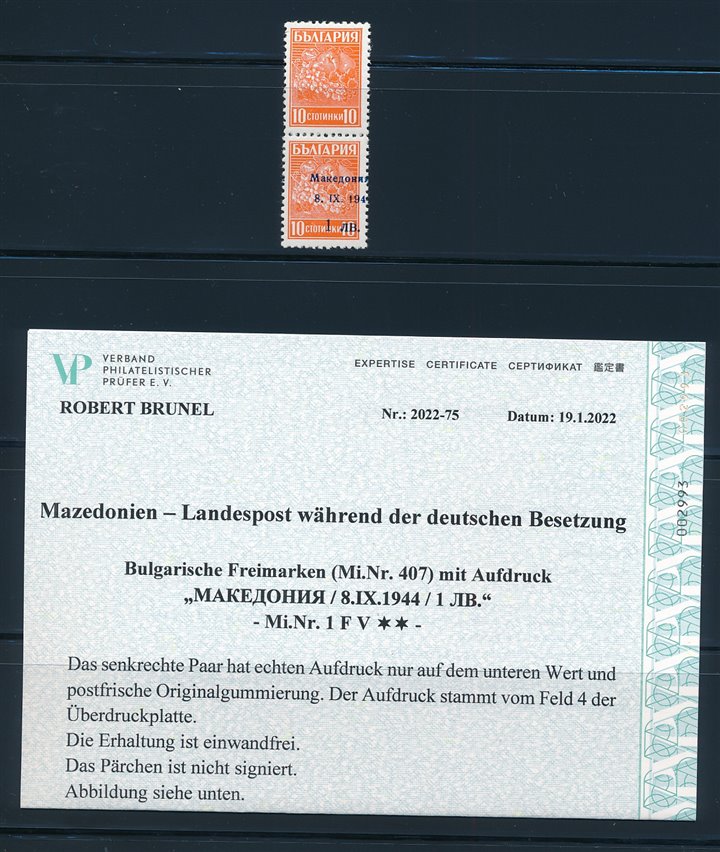 БЪЛГАРИЯ
10 СТОТИНКИ 10
БЪЛГАРИЯ
Македония
8. IX. 194
1 ЛВ.
10 СТОТИНКИ 10
VP VERBAND
PHILATELISTISCHER
PRÜFER E. V.
EXPERTISE CERTIFICATE СЕРТИФИКАТ 鑑定書
ROBERT BRUNEL
Nr.: 2022-75
Datum: 19.1.2022
002993
Mazedonien – Landespost während der deutschen Besetzung
Bulgarische Freimarken (Mi.Nr. 407) mit Aufdruck
„МАКЕДОНИЯ / 8.IX.1944 / 1 ЛВ.“
- Mi.Nr. 1 F V ✶✶ -
Das senkrechte Paar hat echten Aufdruck nur auf dem unteren Wert und
postfrische Originalgummierung. Der Aufdruck stammt vom Feld 4 der
Überdruckplatte.
Die Erhaltung ist einwandfrei.
Das Pärchen ist nicht signiert.
Abbildung siehe unten.